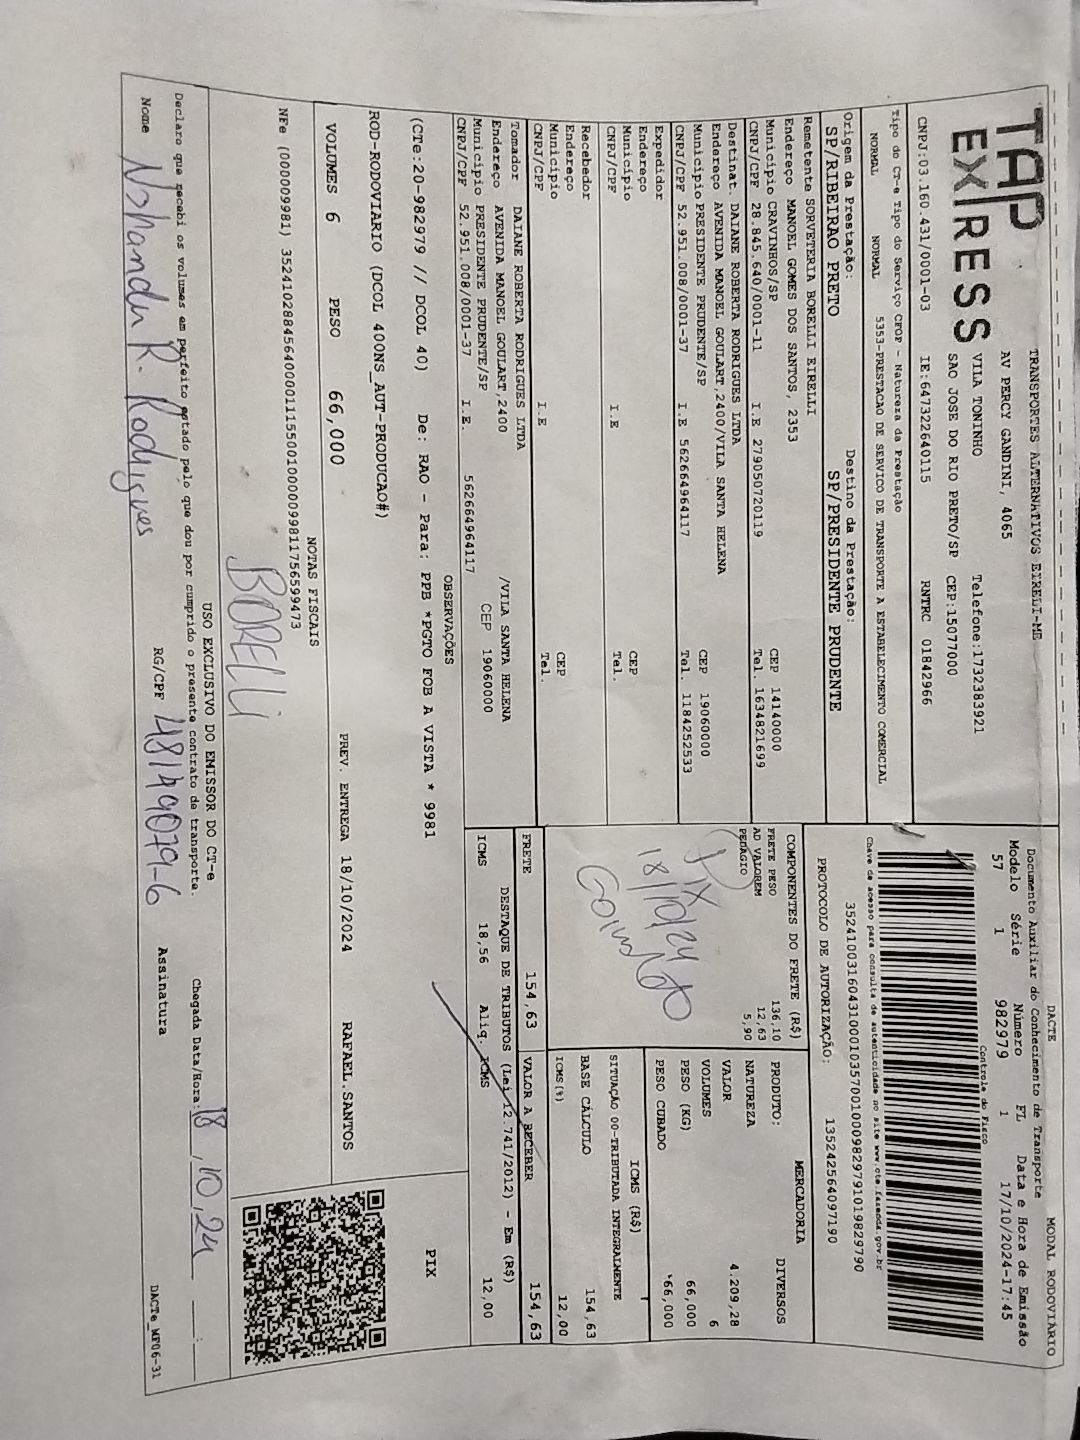 TAP EXPRESS
TRANSPORTES ALTERNATIVOS EIRELI-ME
AV PERCY GANDINI, 4065
VILA TONINHO Telefone:1732383921
SAO JOSE DO RIO PRETO/SP CEP:15077000
CNPJ:03.160.431/0001-03 IE:647322640115 RNTRC 01842966
DACTE MODAL RODOVIÁRIO
Documento Auxiliar do Conhecimento de Transporte
Modelo Série Número FL Data e Hora de Emissão
57 1 982979 1 17/10/2024-17:45
Controle do Fisco
Chave de acesso para consulta de autenticidade no site www.cte.fazenda.gov.br
35241003160431000103570010009829791019829790
PROTOCOLO DE AUTORIZAÇÃO: 135242564097190
Tipo do CT-e Tipo do Serviço CFOP - Natureza da Prestação
NORMAL NORMAL 5353-PRESTACAO DE SERVICO DE TRANSPORTE A ESTABELECIMENTO COMERCIAL
Origem da Prestação: Destino da Prestação:
SP/RIBEIRAO PRETO SP/PRESIDENTE PRUDENTE
Remetente SORVETERIA BORELLI EIRELLI
Endereço MANOEL GOMES DOS SANTOS, 2353
Município CRAVINHOS/SP CEP 14140000
CNPJ/CPF 28.845.640/0001-11 I.E 279050720119 Tel. 1634821699
Destinat. DAIANE ROBERTA RODRIGUES LTDA
Endereço AVENIDA MANOEL GOULART,2400/VILA SANTA HELENA
Município PRESIDENTE PRUDENTE/SP CEP 19060000
CNPJ/CPF 52.951.008/0001-37 I.E 562664964117 Tel. 1184252533
Expedidor
Endereço
Município CEP
CNPJ/CPF I.E Tel.
Recebedor
Endereço
Município CEP
CNPJ/CPF I.E Tel.
Tomador DAIANE ROBERTA RODRIGUES LTDA
Endereço AVENIDA MANOEL GOULART,2400 /VILA SANTA HELENA
Município PRESIDENTE PRUDENTE/SP CEP 19060000
CNPJ/CPF 52.951.008/0001-37 I.E. 562664964117
COMPONENTES DO FRETE (R$)
FRETE PESO 136,10
AD VALOREM 12,63
PEDAGIO 5,90
PIX
18/10/24
MERCADORIA
PRODUTO: DIVERSOS
NATUREZA
VALOR 4.209,28
VOLUMES 6
PESO (KG) 66,000
PESO CUBADO *66,000
ICMS (R$)
SITUAÇÃO 00-TRIBUTADA INTEGRALMENTE
BASE CÁLCULO 154,63
ICMS(%) 12,00
FRETE 154,63 VALOR A RECEBER 154,63
DESTAQUE DE TRIBUTOS (Lei 12.741/2012) - Em (R$)
ICMS 18,56 Aliq. ICMS 12,00
OBSERVAÇÕES
(CTe:20-982979 // DCOL 40) De: RAO - Para: PPB *PGTO FOB A VISTA * 9981
PIX
ROD-RODOVIARIO (DCOL 400NS_AUT-PRODUCAO#)
VOLUMES 6 PESO 66,000 PREV. ENTREGA 18/10/2024 RAFAEL.SANTOS
NOTAS FISCAIS
NFe (000009981) 35241028845640000111550010000099811756599473
BORELLI
USO EXCLUSIVO DO EMISSOR DO CT-e
Declaro que recebi os volumes em perfeito estado pelo que dou por cumprido o presente contrato de transporte. Chegada Data/Hora: 18,10,24 :
Nome R. Rodrigues RG/CPF 48149079-6 Assinatura
DACTe_MF06-31